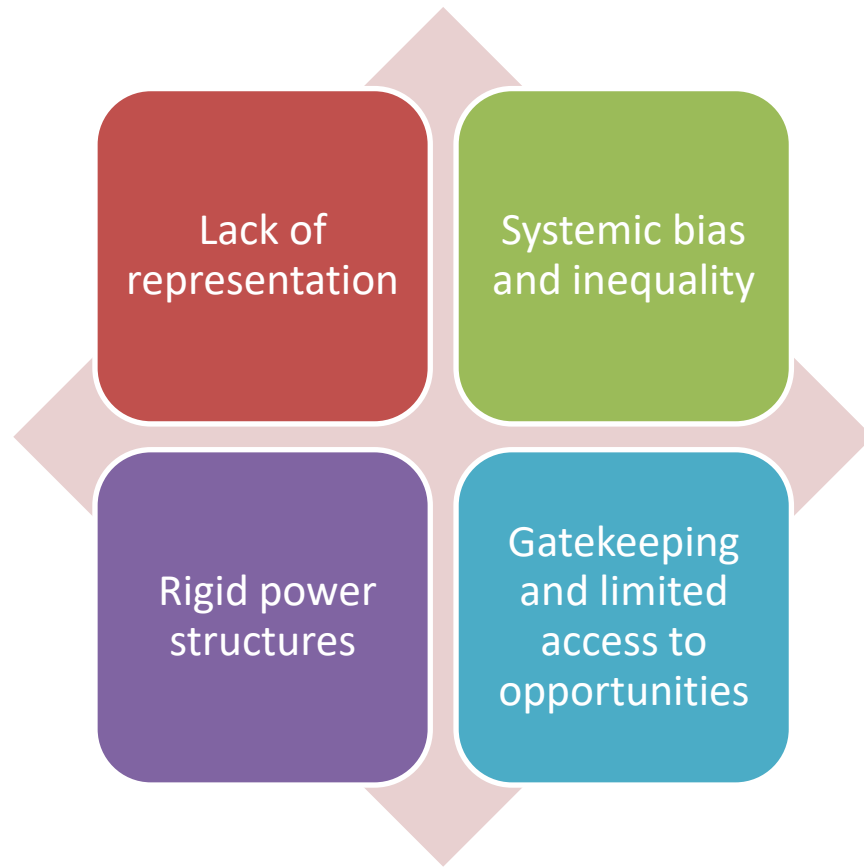 Lack of
representation
Systemic bias
and inequality
Rigid power
structures
Gatekeeping
and limited
access to
opportunities